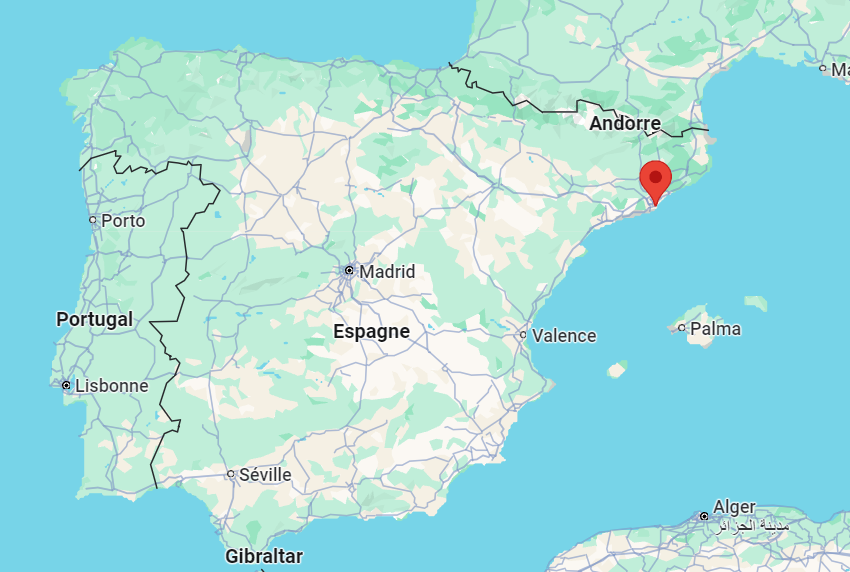 Andorre
Ma
Porto
Madrid
Portugal
Espagne
Valence
Palma
Lisbonne
Séville
Alger
مدينة الجزائر
Gibraltar